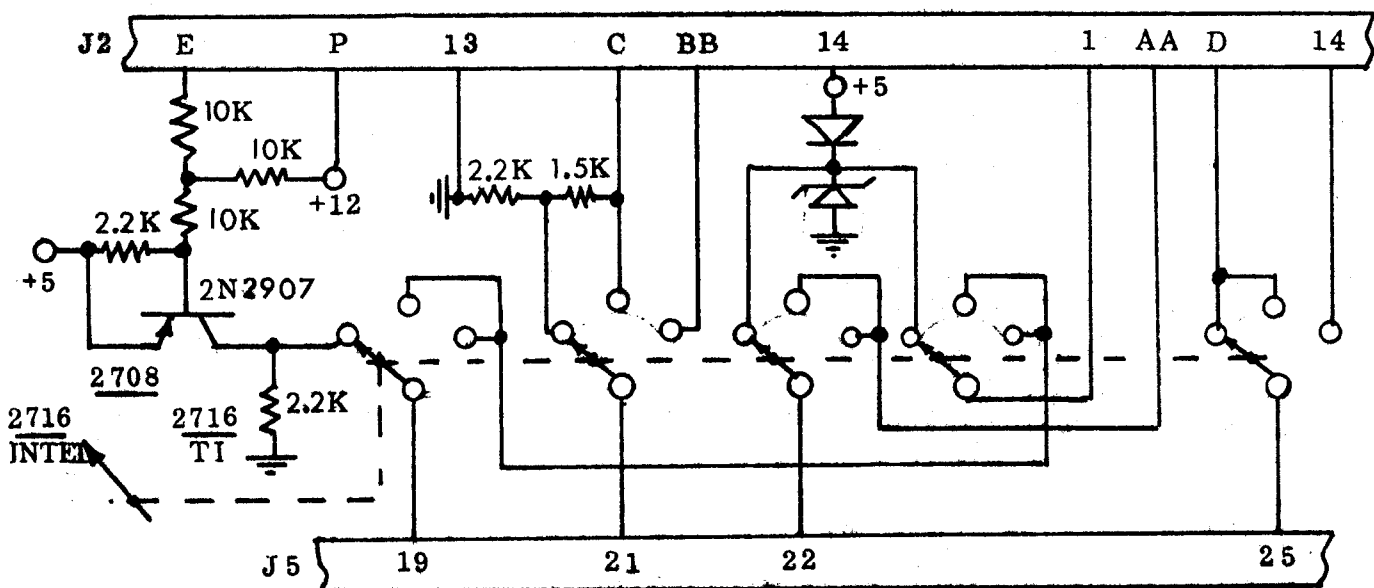 J2 E P 13 C BB 14 1 AA D 14
+5
10K
10K
2.2K 1.5K
+12
10K
2.2K
+5
2N2907
2708
2.2K
2716
INTEL
2716
TI
J5 19 21 22 25